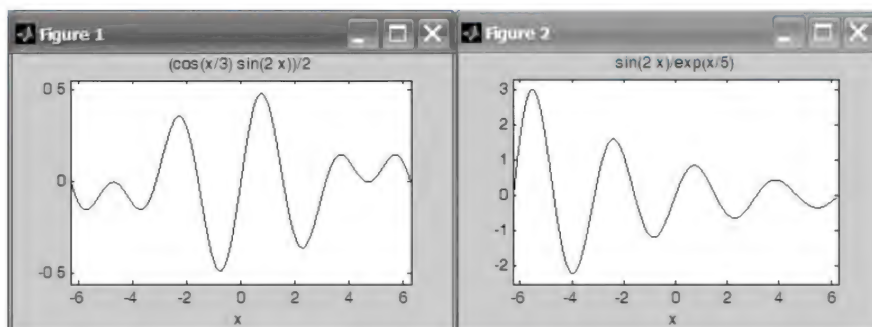 Figure 1
(cos(x/3) sin(2 x))/2
0 5
0
-0 5
-6 -4 -2 0 2 4 6
x
Figure 2
sin(2 x)/exp(x/5)
3
2
1
0
-1
-2
-6 -4 -2 0 2 4 6
x